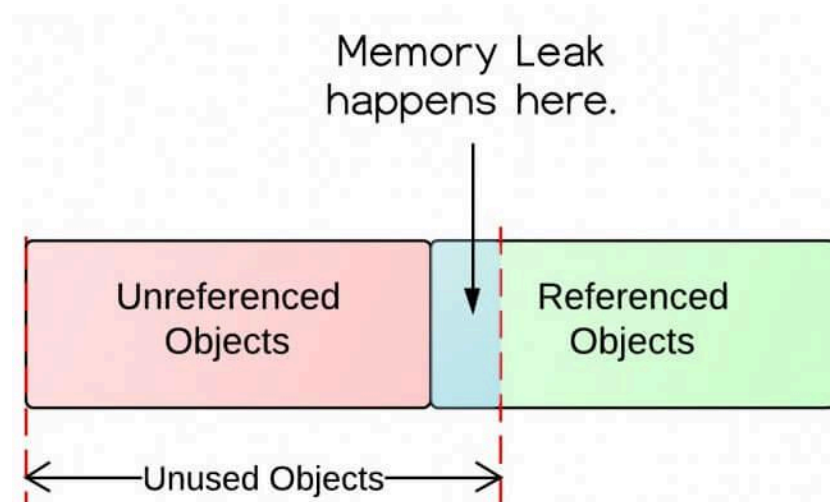 Memory Leak
happens here.
Unreferenced
Objects
Referenced
Objects
Unused Objects